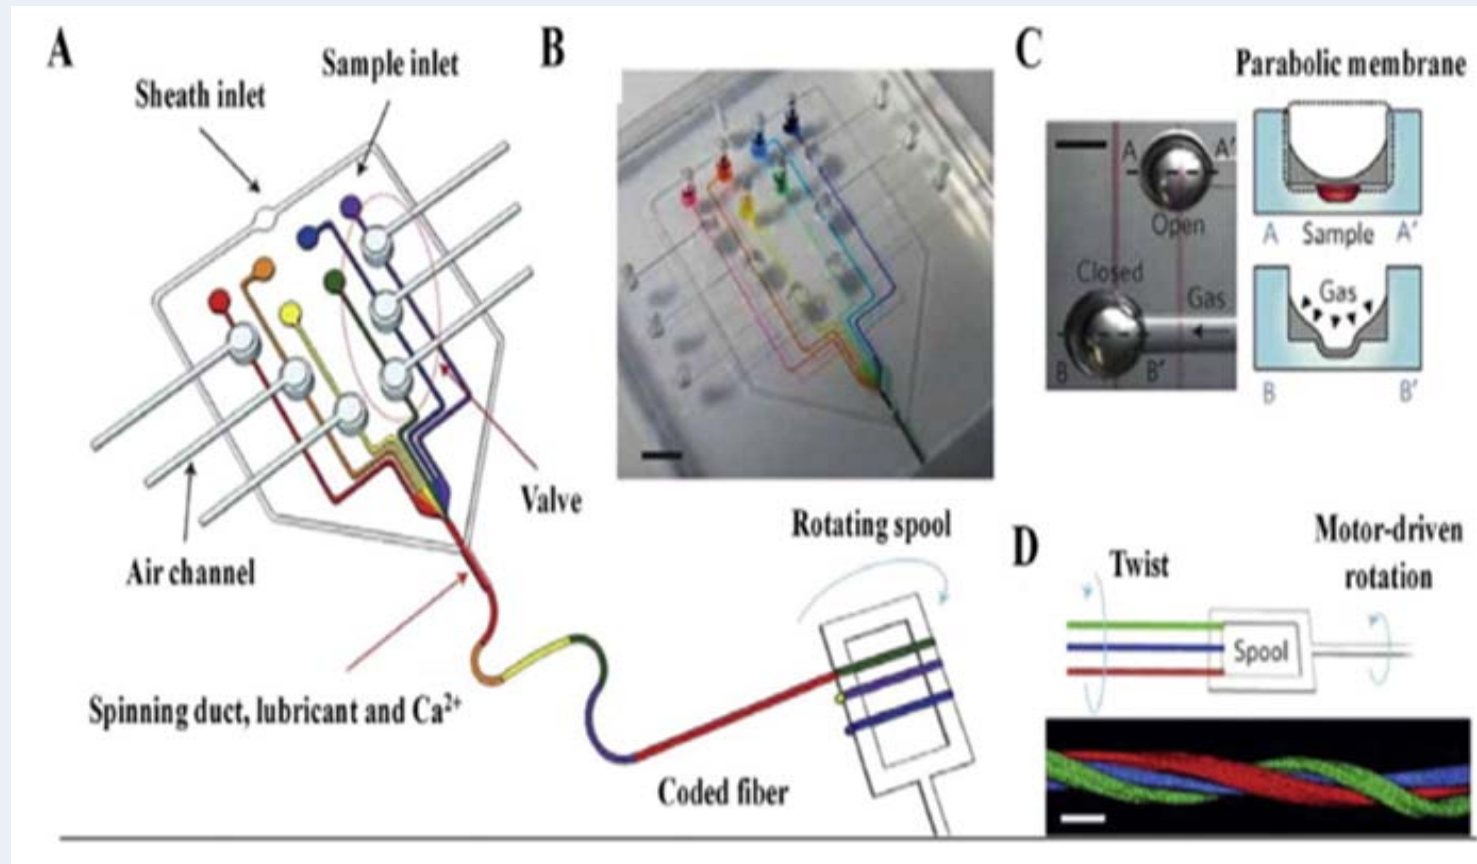 A
Sheath inlet
Sample inlet
Air channel
Valve
Spinning duct, lubricant and Ca²⁺
Coded fiber
Rotating spool
B
C
Parabolic membrane
A A'
Open
Closed
Gas
B B'
A Sample A'
Gas
B B'
D
Twist
Motor-driven
rotation
Spool